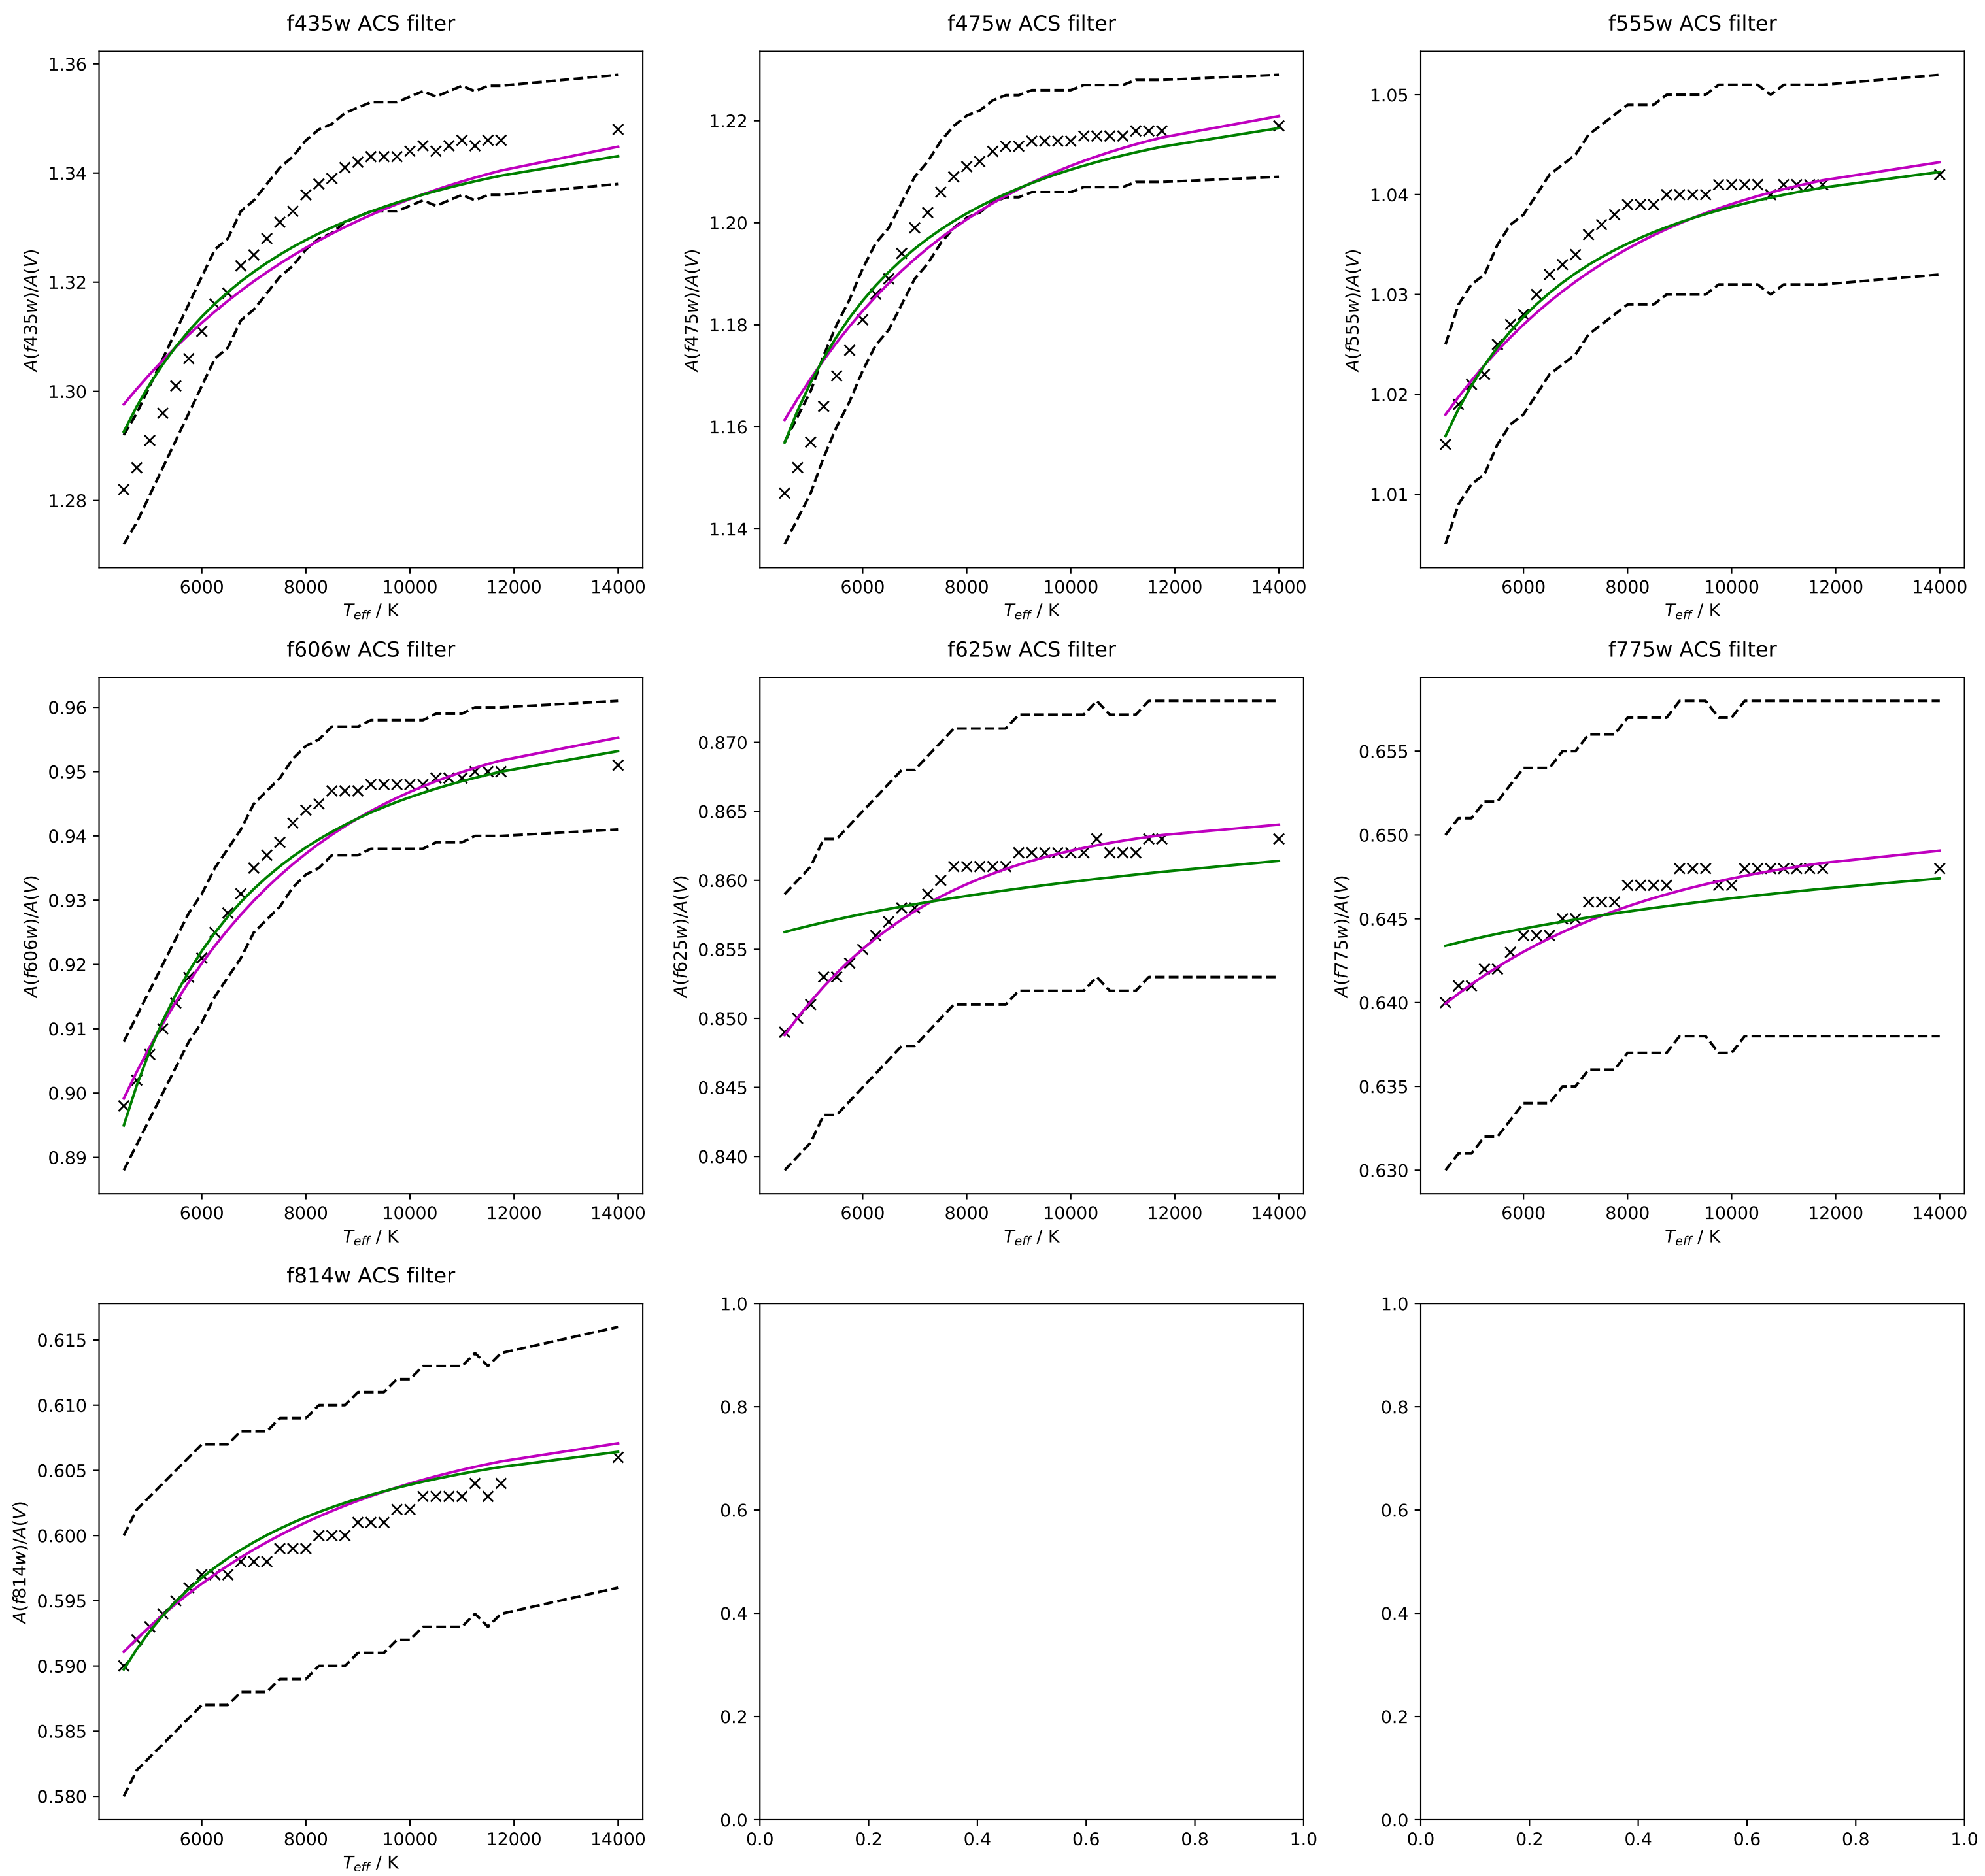 f435w ACS filter
1.36
1.34
1.32
1.30
1.28
A(f435w)/A(V)
6000 8000 10000 12000 14000
T_eff / K
f475w ACS filter
1.22
1.20
1.18
1.16
1.14
A(f475w)/A(V)
6000 8000 10000 12000 14000
T_eff / K
f555w ACS filter
1.05
1.04
1.03
1.02
1.01
A(f555w)/A(V)
6000 8000 10000 12000 14000
T_eff / K
f606w ACS filter
0.96
0.95
0.94
0.93
0.92
0.91
0.90
0.89
A(f606w)/A(V)
6000 8000 10000 12000 14000
T_eff / K
f625w ACS filter
0.870
0.865
0.860
0.855
0.850
0.845
0.840
A(f625w)/A(V)
6000 8000 10000 12000 14000
T_eff / K
f775w ACS filter
0.655
0.650
0.645
0.640
0.635
0.630
A(f775w)/A(V)
6000 8000 10000 12000 14000
T_eff / K
f814w ACS filter
0.615
0.610
0.605
0.600
0.595
0.590
0.585
0.580
A(f814w)/A(V)
6000 8000 10000 12000 14000
T_eff / K
1.0
0.8
0.6
0.4
0.2
0.0
0.0 0.2 0.4 0.6 0.8 1.0
1.0
0.8
0.6
0.4
0.2
0.0
0.0 0.2 0.4 0.6 0.8 1.0